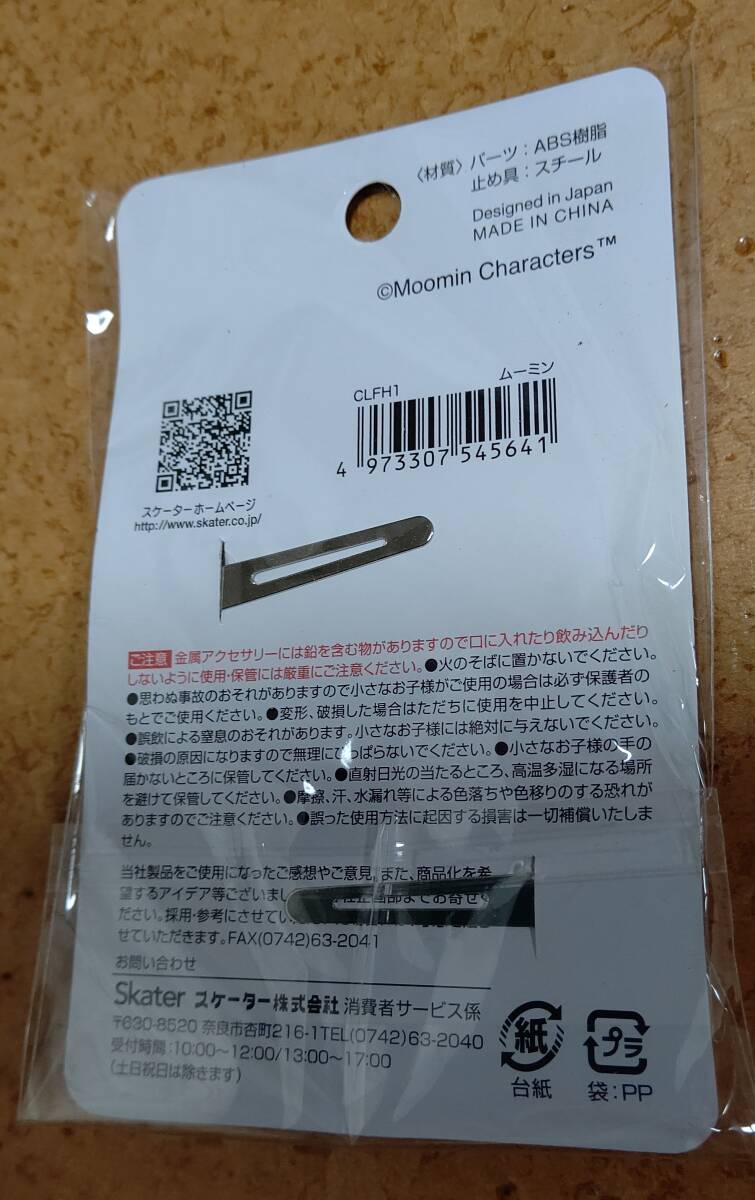 〈材質〉パーツ:ABS樹脂
止め具:スチール
Designed in Japan
MADE IN CHINA
©Moomin Characters™
CLFH1 ムーミン
4 973307 545641
スケーターホームページ
http://www.skater.co.jp/
ご注意 金属アクセサリーには鉛を含む物がありますので口に入れたり飲み込んだり
しないように使用・保管には厳重にご注意ください。●火のそばに置かないでください。
●思わぬ事故のおそれがありますので小さなお子様がご使用の場合は必ず保護者の
もとでご使用ください。●変形、破損した場合はただちに使用を中止してください。
●誤飲による窒息のおそれがあります。小さなお子様には絶対に与えないでください。
●破損の原因になりますので無理にひっぱらないでください。●小さなお子様の手の
届かないところに保管してください。●直射日光の当たるところ、高温多湿になる場所
を避けて保管してください。●摩擦、汗、水漏れ等による色落ちや色移りのする恐れが
ありますのでご注意ください。●誤った使用方法に起因する損害は一切補償いたしま
せん。
当社製品をご使用になったご感想やご意見、また、商品化を希
望するアイデア等ございまし 企画部までお寄せく
ださい。採用・参考にさせてい
せていただきます。FAX(0742)63-2041
お問い合わせ
Skater スケーター株式会社 消費者サービス係
〒630-8520 奈良市杏町216-1TEL(0742)63-2040
受付時間:10:00〜12:00/13:00〜17:00
(土日祝日は除きます)
紙
台紙
プラ
袋:PP